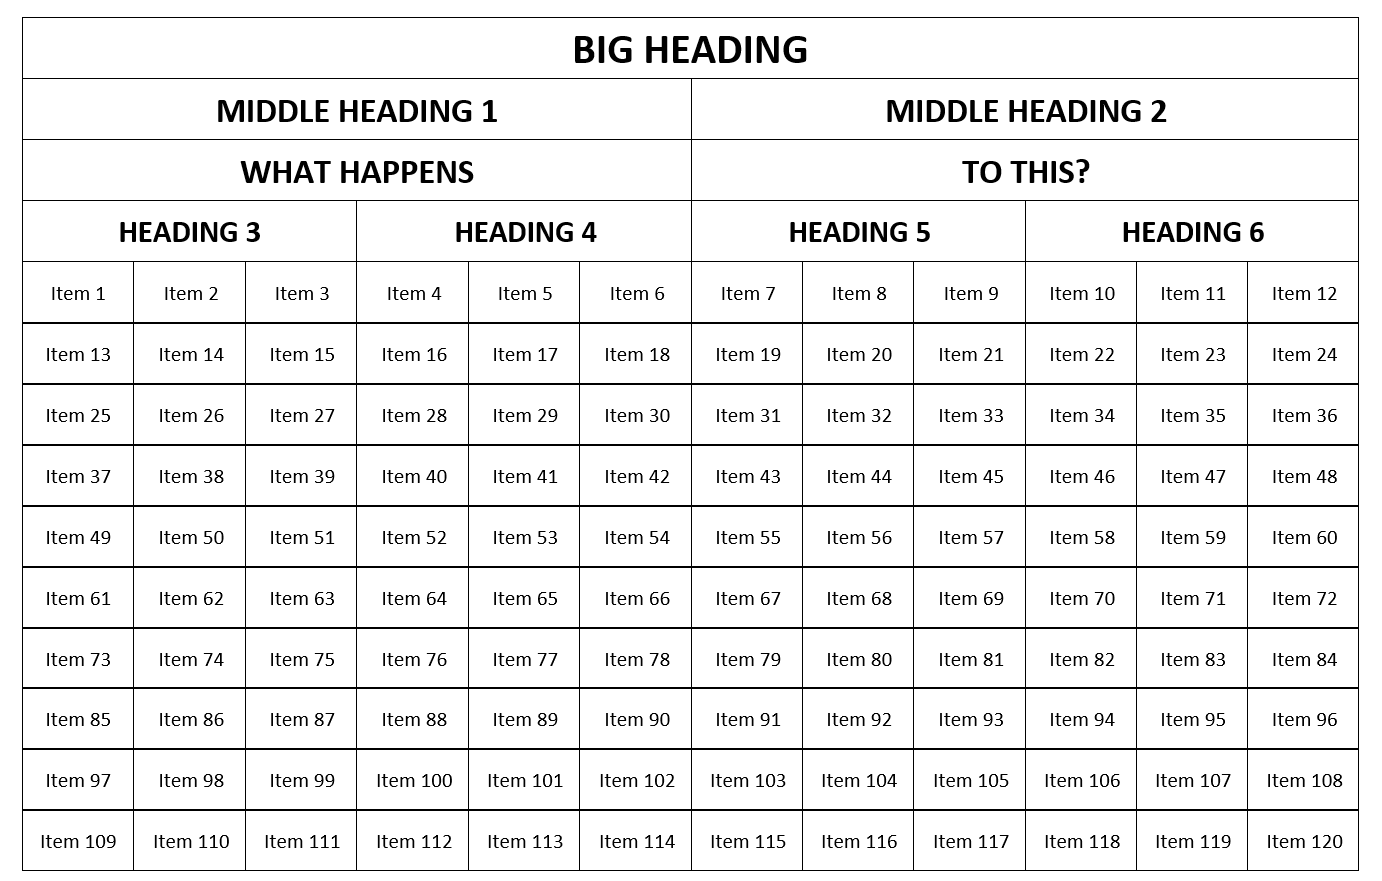 BIG HEADING
MIDDLE HEADING 1 MIDDLE HEADING 2
WHAT HAPPENS TO THIS?
HEADING 3 HEADING 4 HEADING 5 HEADING 6
Item 1 Item 2 Item 3 Item 4 Item 5 Item 6 Item 7 Item 8 Item 9 Item 10 Item 11 Item 12
Item 13 Item 14 Item 15 Item 16 Item 17 Item 18 Item 19 Item 20 Item 21 Item 22 Item 23 Item 24
Item 25 Item 26 Item 27 Item 28 Item 29 Item 30 Item 31 Item 32 Item 33 Item 34 Item 35 Item 36
Item 37 Item 38 Item 39 Item 40 Item 41 Item 42 Item 43 Item 44 Item 45 Item 46 Item 47 Item 48
Item 49 Item 50 Item 51 Item 52 Item 53 Item 54 Item 55 Item 56 Item 57 Item 58 Item 59 Item 60
Item 61 Item 62 Item 63 Item 64 Item 65 Item 66 Item 67 Item 68 Item 69 Item 70 Item 71 Item 72
Item 73 Item 74 Item 75 Item 76 Item 77 Item 78 Item 79 Item 80 Item 81 Item 82 Item 83 Item 84
Item 85 Item 86 Item 87 Item 88 Item 89 Item 90 Item 91 Item 92 Item 93 Item 94 Item 95 Item 96
Item 97 Item 98 Item 99 Item 100 Item 101 Item 102 Item 103 Item 104 Item 105 Item 106 Item 107 Item 108
Item 109 Item 110 Item 111 Item 112 Item 113 Item 114 Item 115 Item 116 Item 117 Item 118 Item 119 Item 120